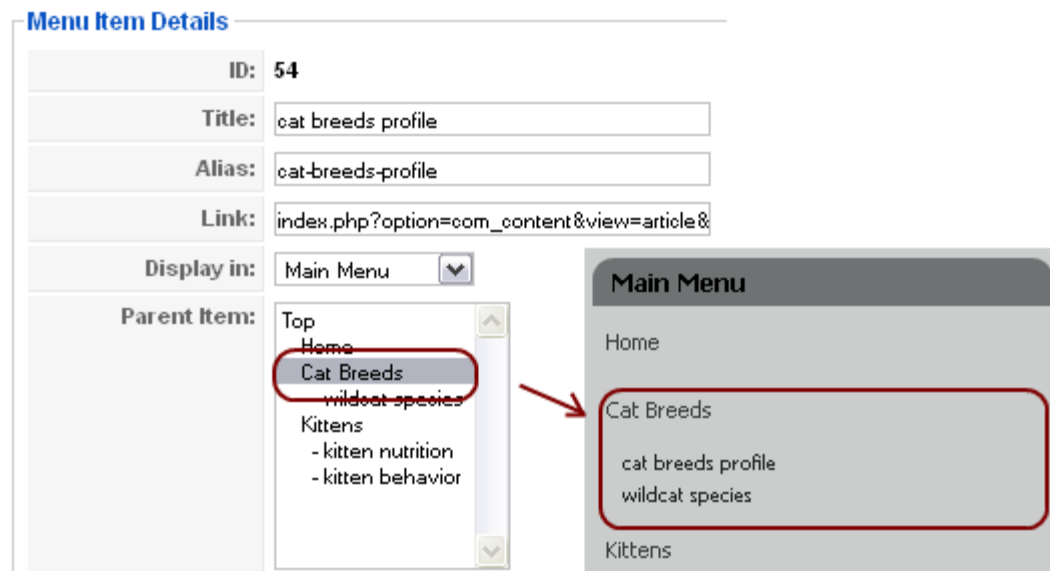 Menu Item Details
ID: 54
Title: cat breeds profile
Alias: cat-breeds-profile
Link: index.php?option=com_content&view=article&
Display in: Main Menu
Parent Item:
Top
Home
Cat Breeds
- wildcat species
Kittens
- kitten nutrition
- kitten behavior
Main Menu
Home
Cat Breeds
cat breeds profile
wildcat species
Kittens